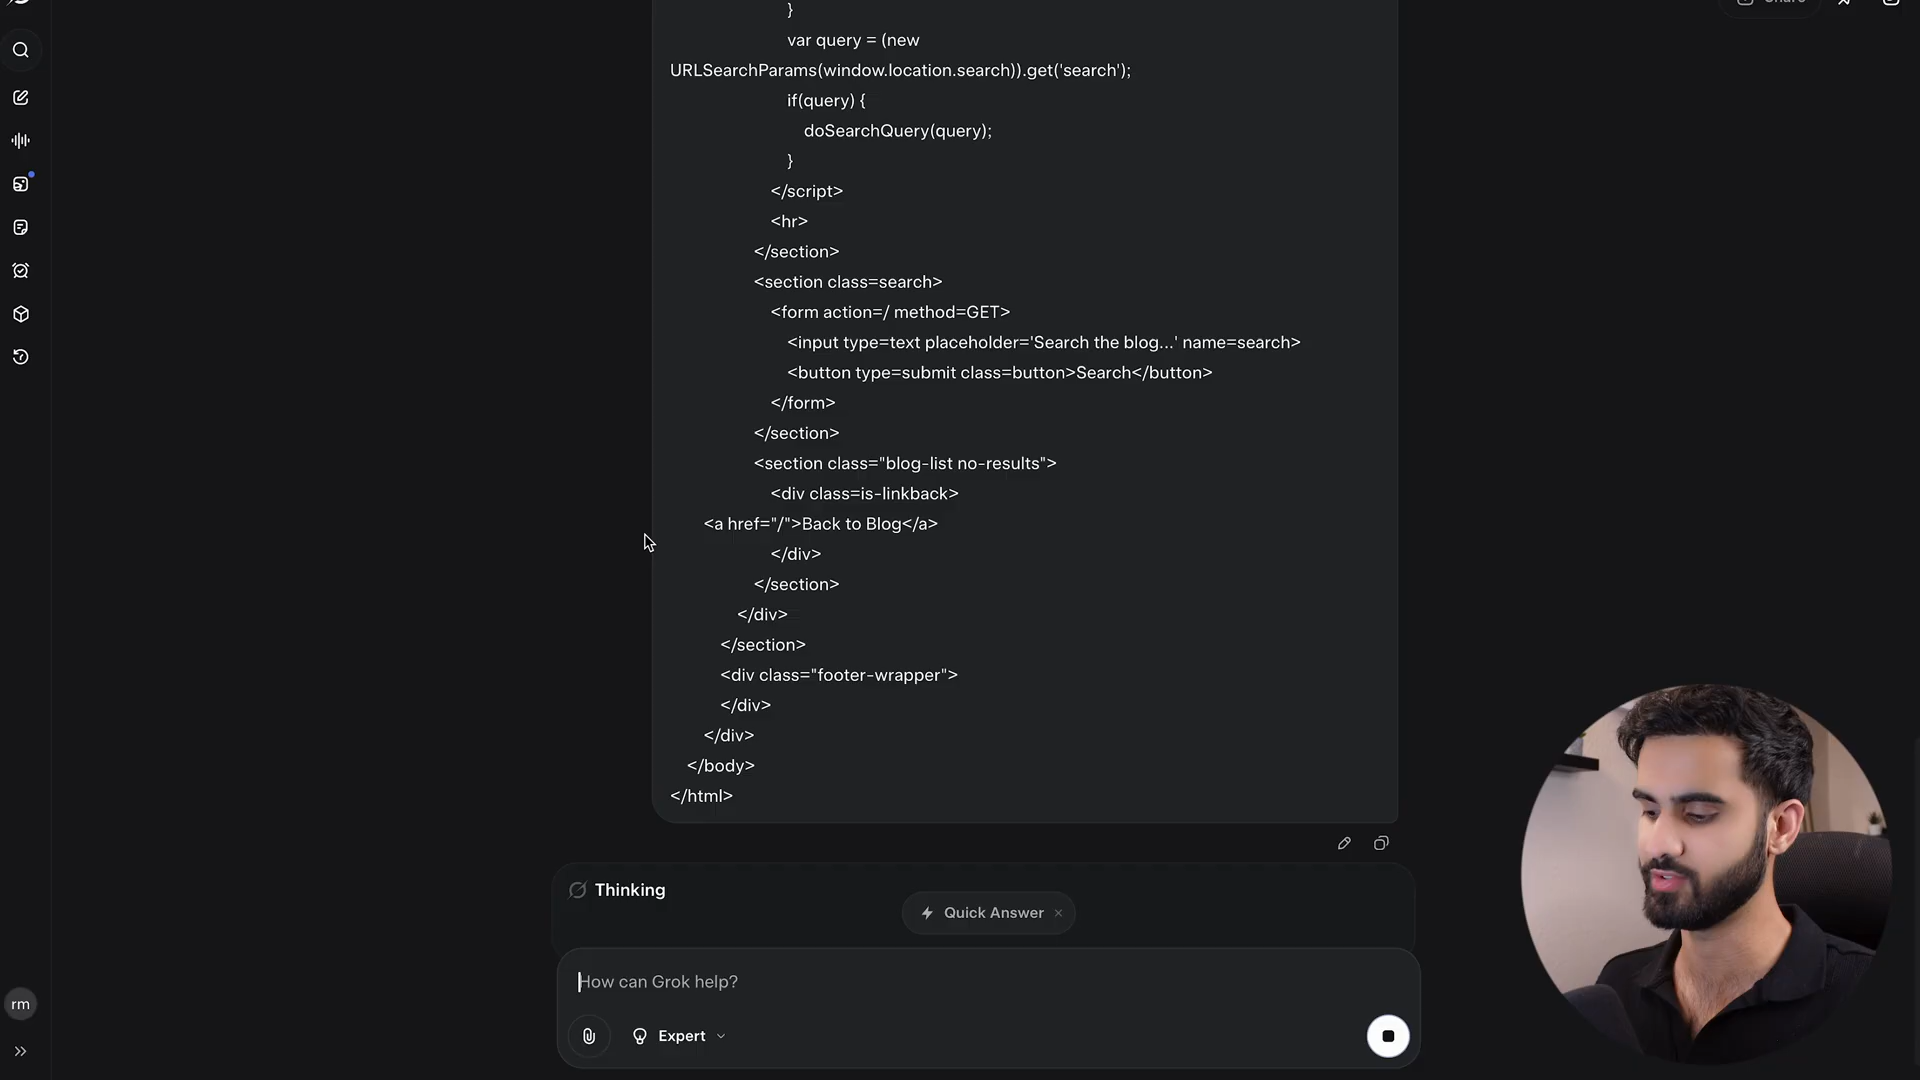 Share
}
var query = (new
URLSearchParams(window.location.search)).get('search');
if(query) {
doSearchQuery(query);
}
</script>
<hr>
</section>
<section class=search>
<form action=/ method=GET>
<input type=text placeholder='Search the blog...' name=search>
<button type=submit class=button>Search</button>
</form>
</section>
<section class="blog-list no-results">
<div class=is-linkback>
<a href="/">Back to Blog</a>
</div>
</section>
</div>
</section>
<div class="footer-wrapper">
</div>
</div>
</body>
</html>
Thinking
Quick Answer
How can Grok help?
Expert
rm